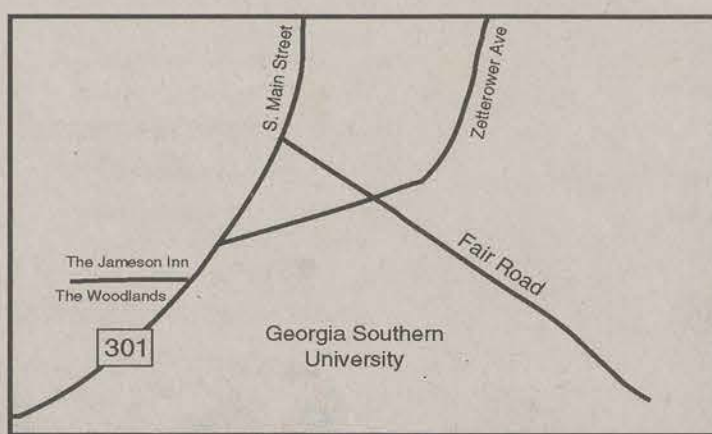 S. Main Street
Zetterower Ave
The Jameson Inn
The Woodlands
Fair Road
301
Georgia Southern
University